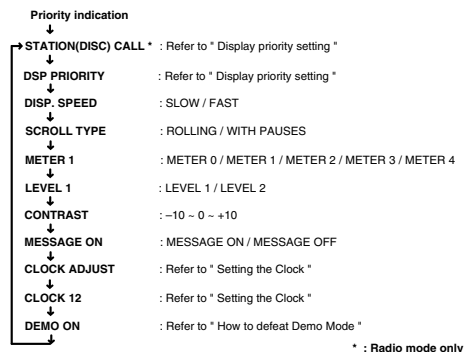 Priority indication
STATION(DISC) CALL * : Refer to " Display priority setting "
DSP PRIORITY : Refer to " Display priority setting "
DISP. SPEED : SLOW / FAST
SCROLL TYPE : ROLLING / WITH PAUSES
METER 1 : METER 0 / METER 1 / METER 2 / METER 3 / METER 4
LEVEL 1 : LEVEL 1 / LEVEL 2
CONTRAST : –10 ~ 0 ~ +10
MESSAGE ON : MESSAGE ON / MESSAGE OFF
CLOCK ADJUST : Refer to " Setting the Clock "
CLOCK 12 : Refer to " Setting the Clock "
DEMO ON : Refer to " How to defeat Demo Mode "
* : Radio mode only